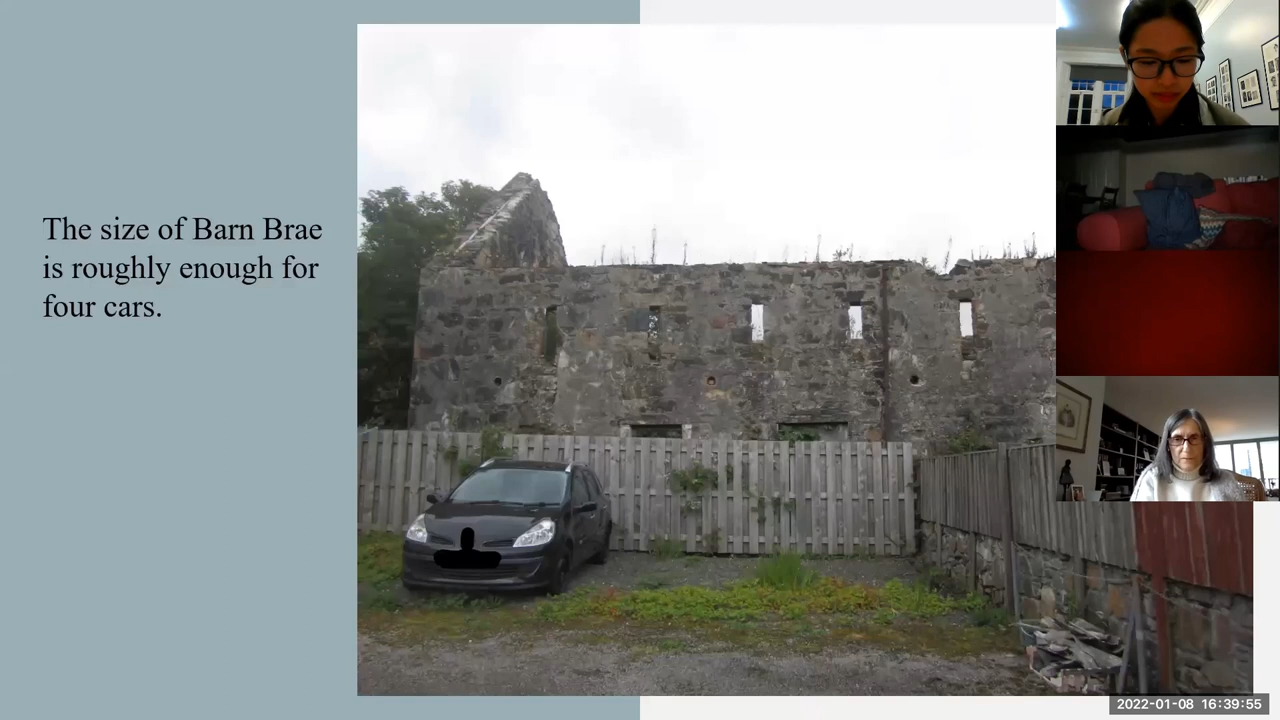 The size of Barn Brae
is roughly enough for
four cars.
2022-01-08 16:39:55